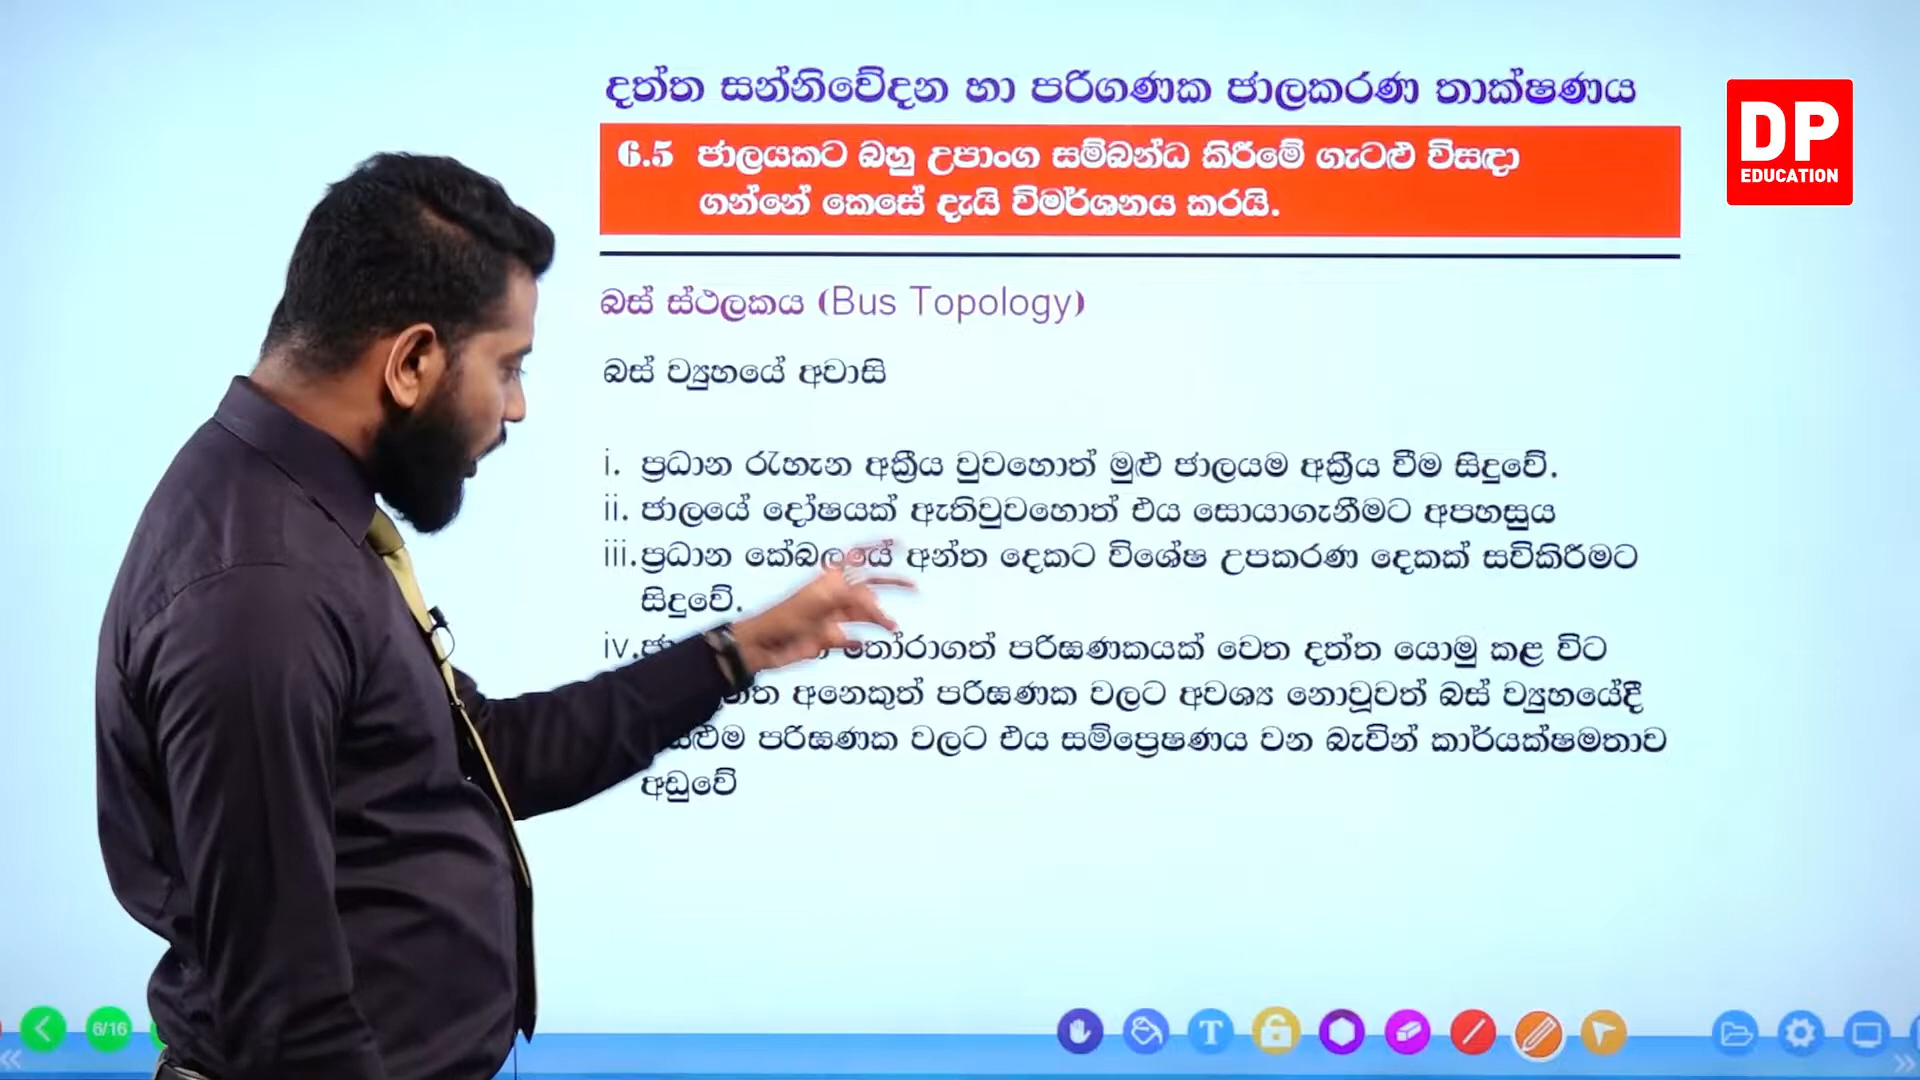 දත්ත සන්නිවේදන හා පරිගණක ජාලකරණ තාක්ෂණය
DP
EDUCATION
6.5 ජාලයකට බහු උපාංග සම්බන්ධ කිරීමේ ගැටළු විසඳා
ගන්නේ කෙසේ දැයි විමර්ශනය කරයි.
බස් ස්ථලකය (Bus Topology)
බස් ව්‍යුහයේ අවාසි
i. ප්‍රධාන රැහැන අක්‍රීය වුවහොත් මුළු ජාලයම අක්‍රීය වීම සිදුවේ.
ii. ජාලයේ දෝෂයක් ඇතිවුවහොත් එය සොයාගැනීමට අපහසුය
iii. ප්‍රධාන කේබලයේ අන්ත දෙකට විශේෂ උපකරණ දෙකක් සවිකිරීමට
සිදුවේ.
iv. තෝරාගත් පරිඝණකයක් වෙත දත්ත යොමු කළ විට
අනෙකුත් පරිඝණක වලට අවශ්‍ය නොවූවත් බස් ව්‍යුහයේදී
පරිඝණක වලට එය සම්ප්‍රෙෂණය වන බැවින් කාර්යක්ෂමතාව
අඩුවේ
6/16
T